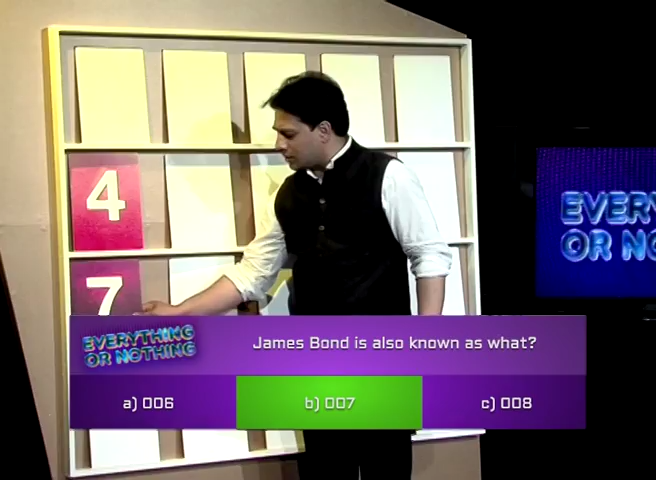 4
7
EVERY
OR NO
EVERYTHING
OR NOTHING
James Bond is also known as what?
a) 006
b) 007
c) 008